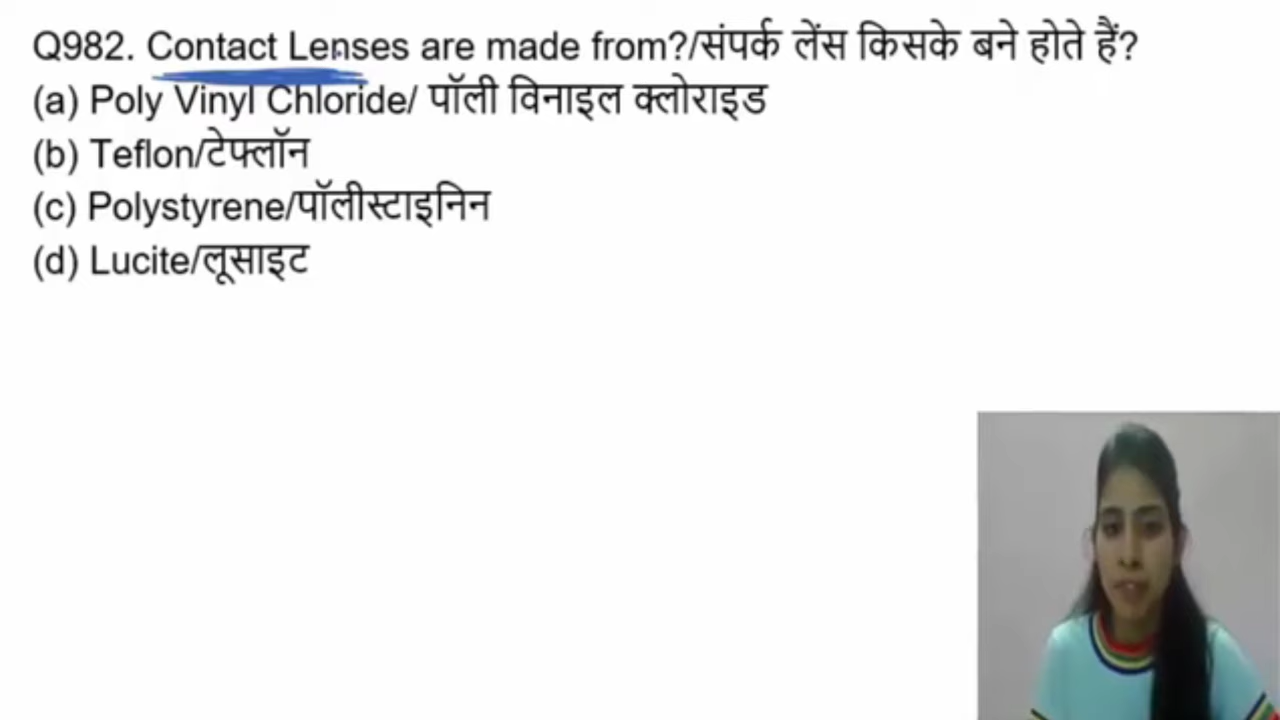 Q982. Contact Lenses are made from?/संपर्क लेंस किसके बने होते हैं?
(a) Poly Vinyl Chloride/ पॉली विनाइल क्लोराइड
(b) Teflon/टेफ्लॉन
(c) Polystyrene/पॉलीस्टाइनिन
(d) Lucite/लूसाइट